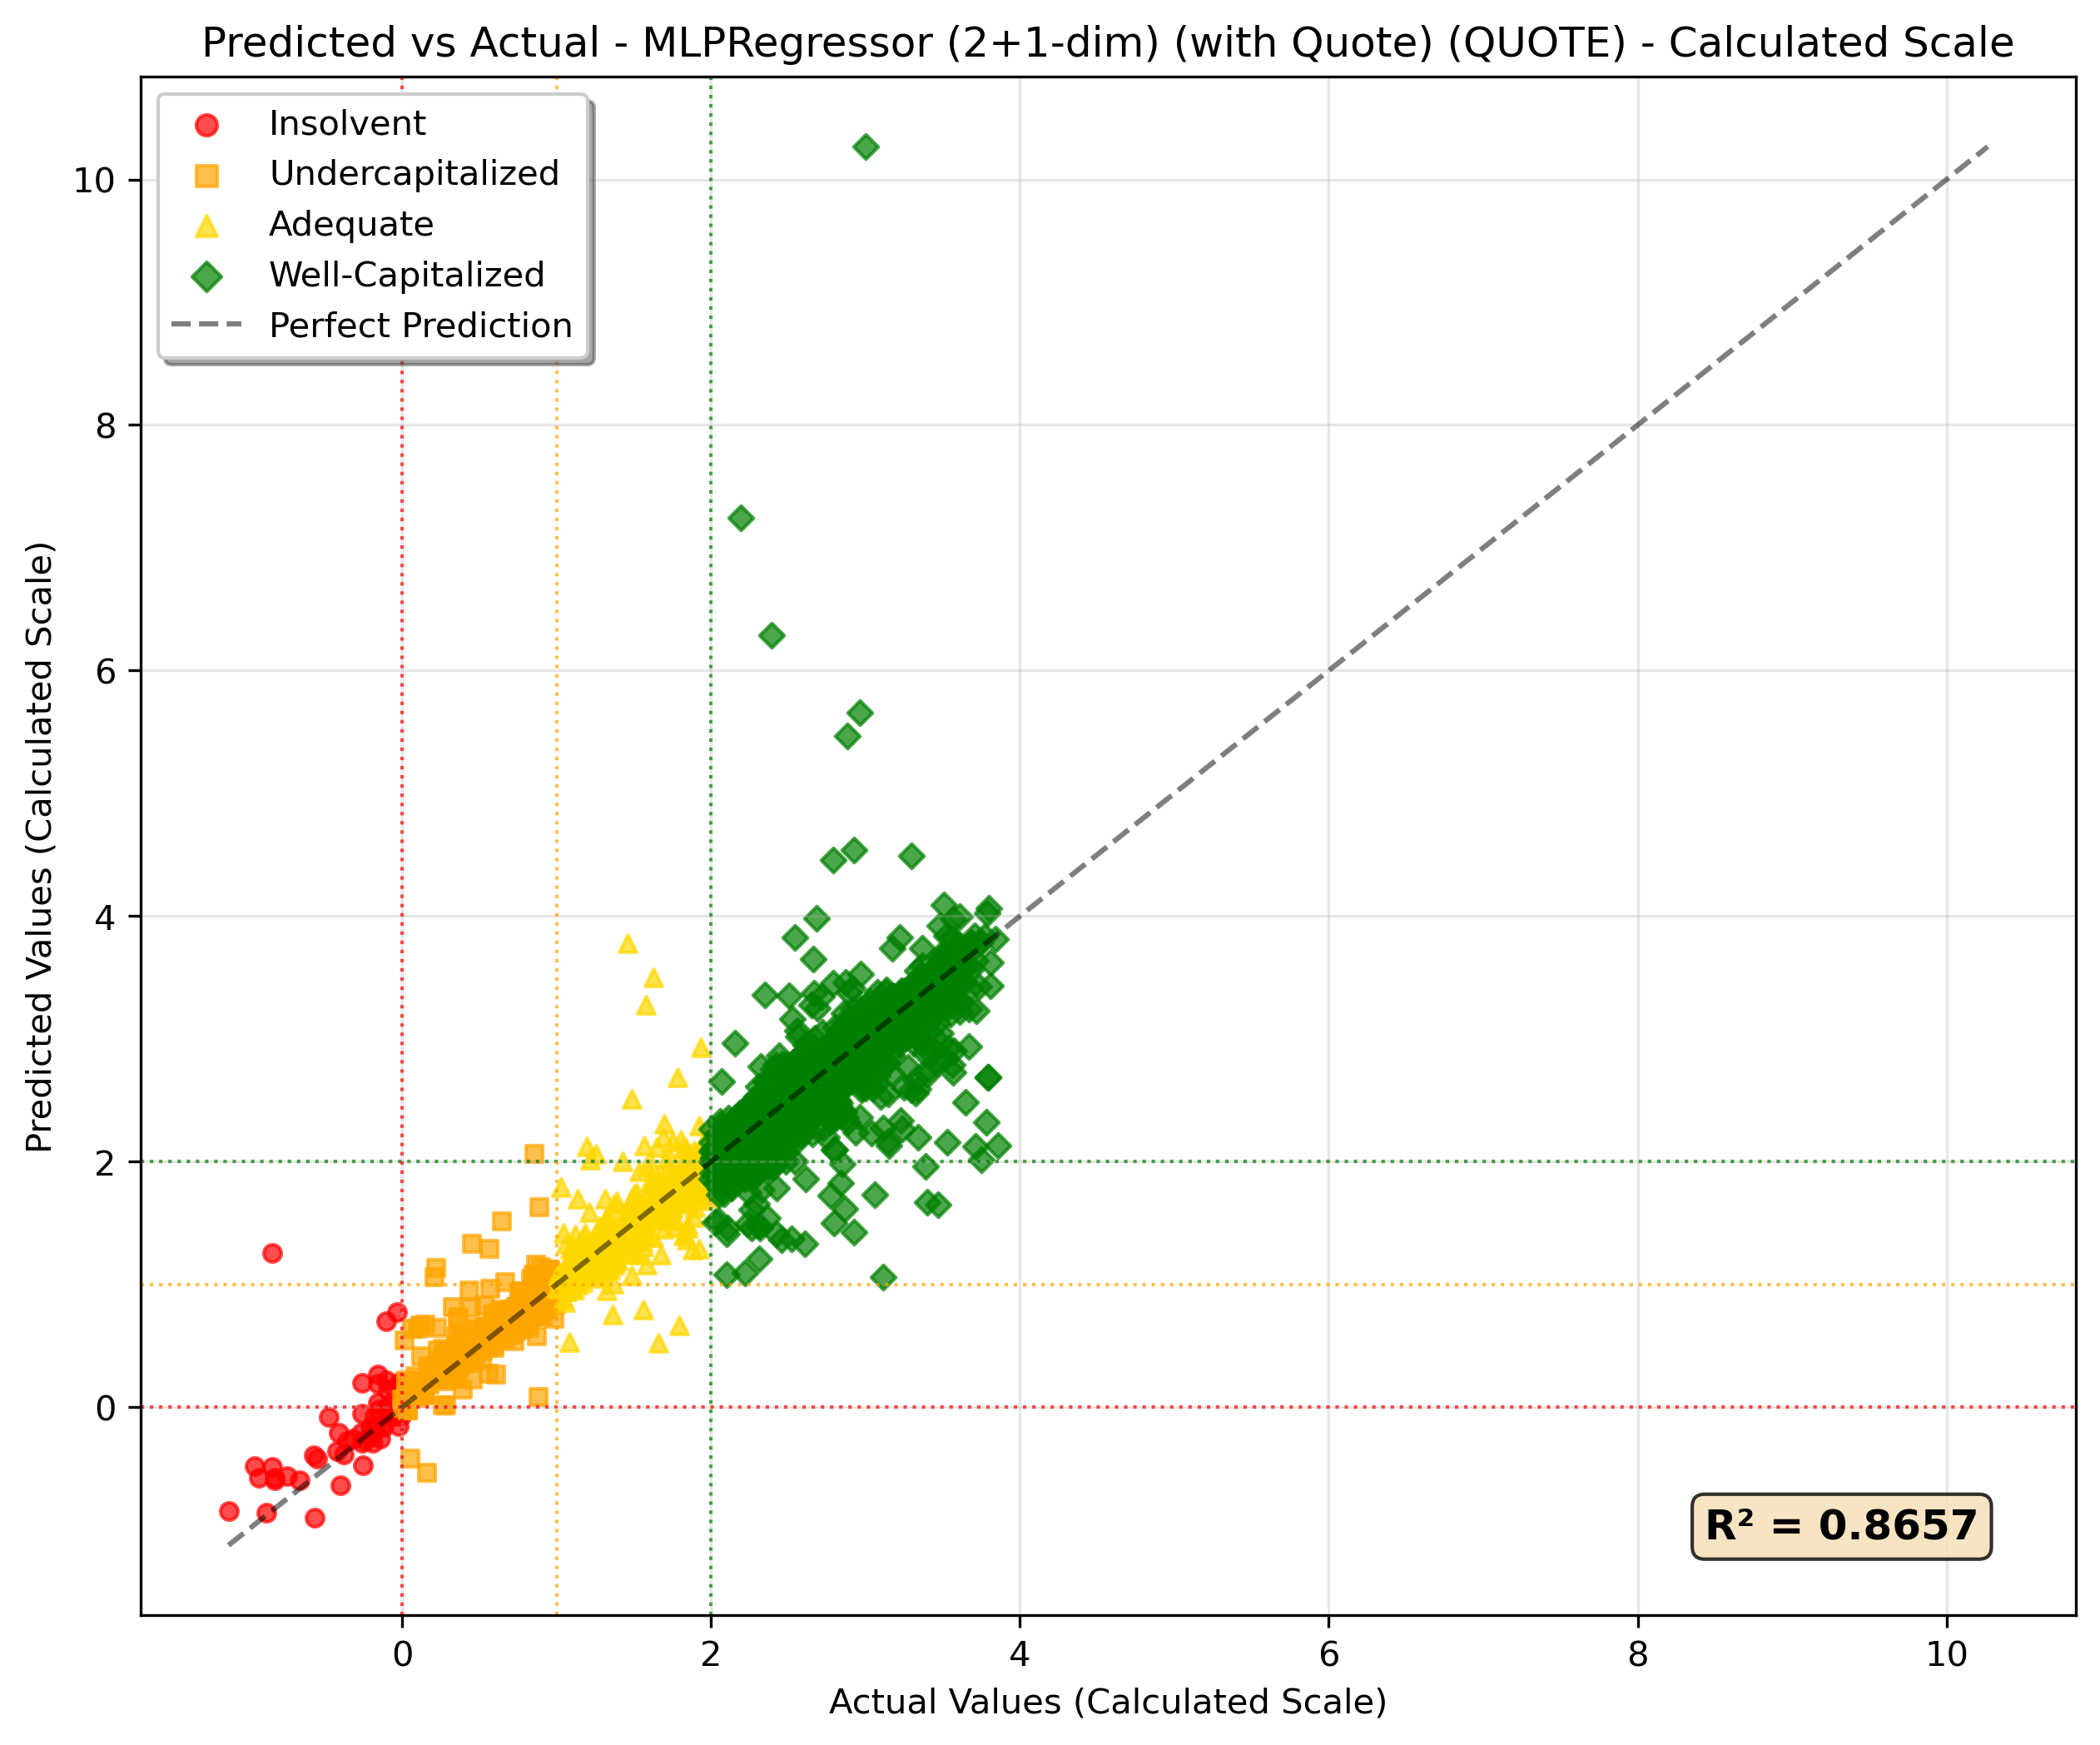 Predicted vs Actual - MLPRegressor (2+1-dim) (with Quote) (QUOTE) - Calculated Scale
Insolvent
Undercapitalized
Adequate
Well-Capitalized
Perfect Prediction
10
8
6
4
2
0
Predicted Values (Calculated Scale)
R² = 0.8657
0 2 4 6 8 10
Actual Values (Calculated Scale)